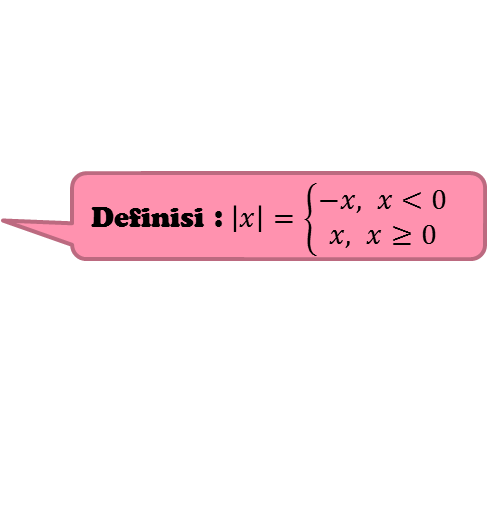 Definisi : |x| = { −x, x < 0
x, x ≥ 0